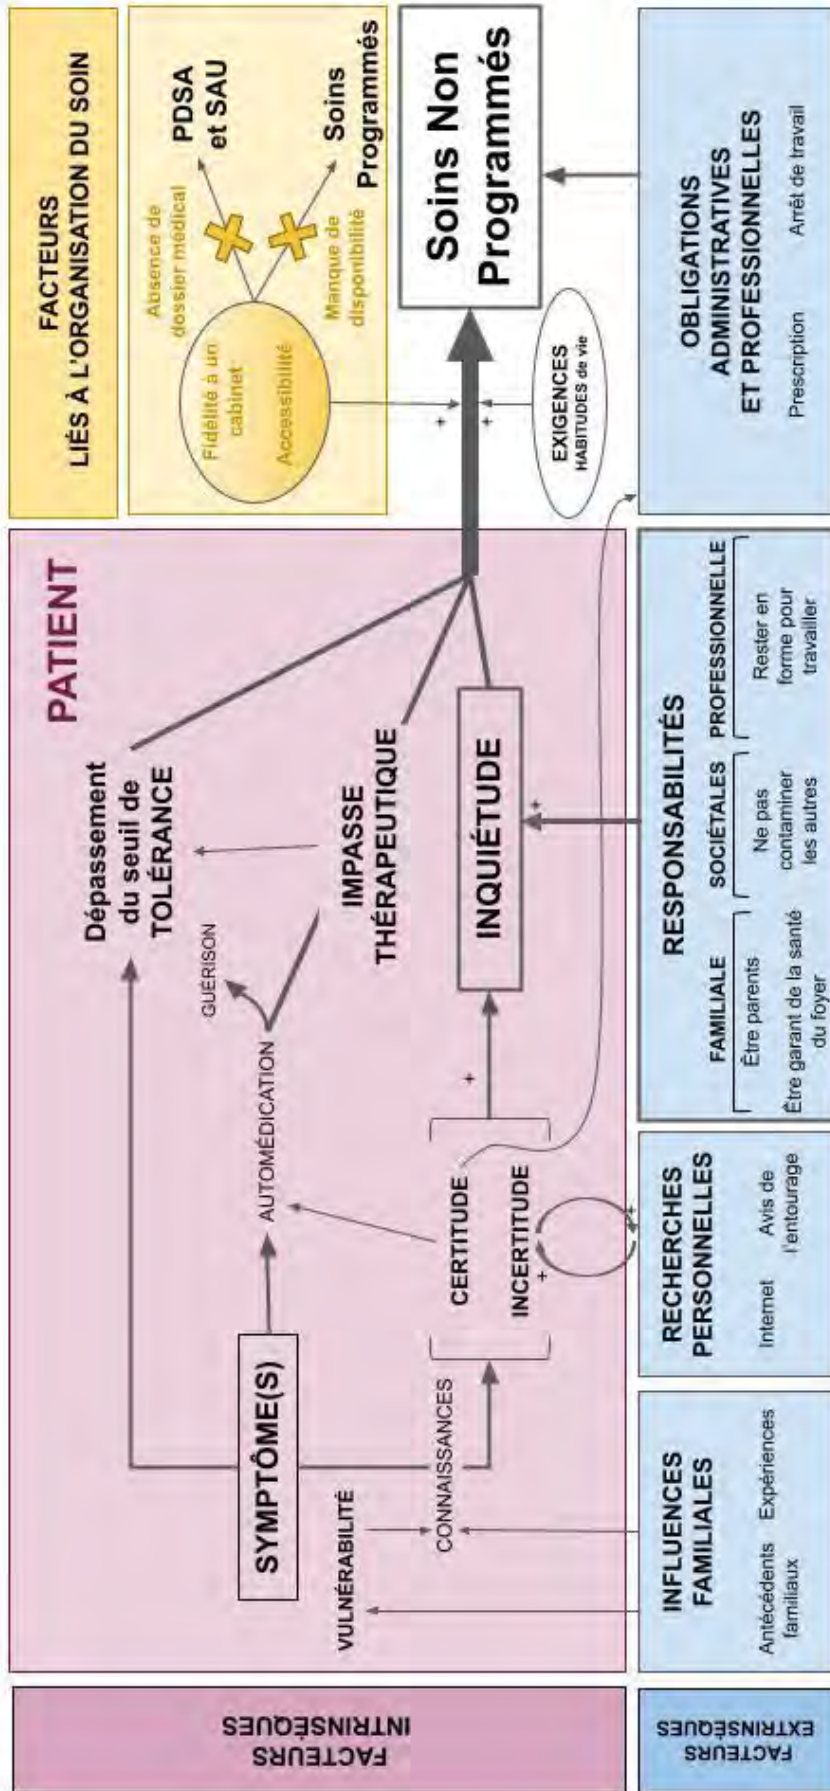 FACTEURS
INTRINSÈQUES
FACTEURS
EXTRINSÈQUES
PATIENT
SYMPTÔME(S)
VULNÉRABILITÉ
CONNAISSANCES
AUTOMÉDICATION
GUÉRISON
Dépassement
du seuil de
TOLÉRANCE
IMPASSE
THÉRAPEUTIQUE
CERTITUDE
INCERTITUDE
+
+
+
INQUIÉTUDE
+
FACTEURS
LIÉS À L'ORGANISATION DU SOIN
Fidélité à un
cabinet
Accessibilité
Absence de
dossier médical
Manque de
disponibilité
PDSA
et SAU
Soins
Programmés
+
+
EXIGENCES
HABITUDES de vie
Soins Non
Programmés
INFLUENCES
FAMILIALES
Antécédents
familiaux
Expériences
RECHERCHES
PERSONNELLES
Internet
Avis de
l'entourage
RESPONSABILITÉS
FAMILIALE
Être parents
Être garant de la santé
du foyer
SOCIÉTALES
Ne pas
contaminer
les autres
PROFESSIONNELLE
Rester en
forme pour
travailler
OBLIGATIONS
ADMINISTRATIVES
ET PROFESSIONNELLES
Prescription
Arrêt de travail